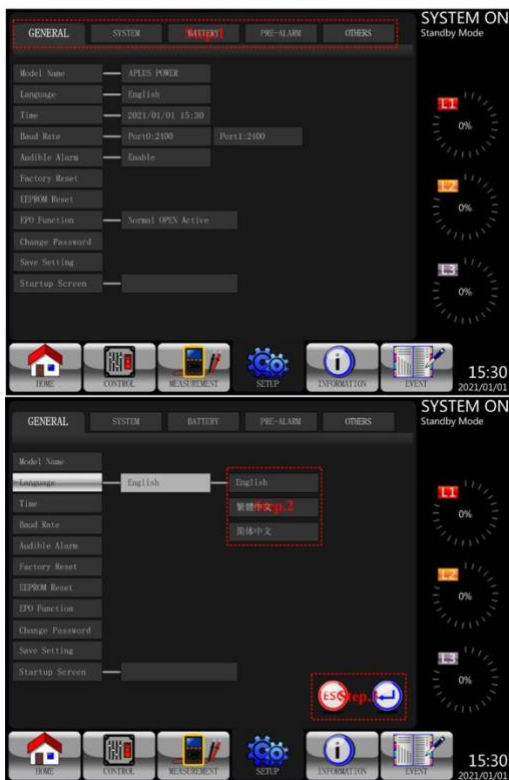 SYSTEM ON
Standby Mode
GENERAL SYSTEM BATTERY PRE-ALARM OTHERS
Model Name APLUS POWER
Language English
Time 2021/01/01 15:30
Baud Rate Port0:2400 Port1:2400
Audible Alarm Enable
Factory Reset
EEPROM Reset
EPO Function Normal OPEN Active
Change Password
Save Setting
Startup Screen
L1
0%
L2
0%
L3
0%
HOME CONTROL MEASUREMENT SETUP INFORMATION EVENT
15:30
2021/01/01
SYSTEM ON
Standby Mode
GENERAL SYSTEM BATTERY PRE-ALARM OTHERS
Model Name
Language English English
Time 繁體中文
Step.2
Baud Rate 简体中文
Audible Alarm
Factory Reset
EEPROM Reset
EPO Function
Change Password
Save Setting
Startup Screen
ESC
L1
0%
L2
0%
L3
0%
HOME CONTROL MEASUREMENT SETUP INFORMATION EVENT
15:30
2021/01/01